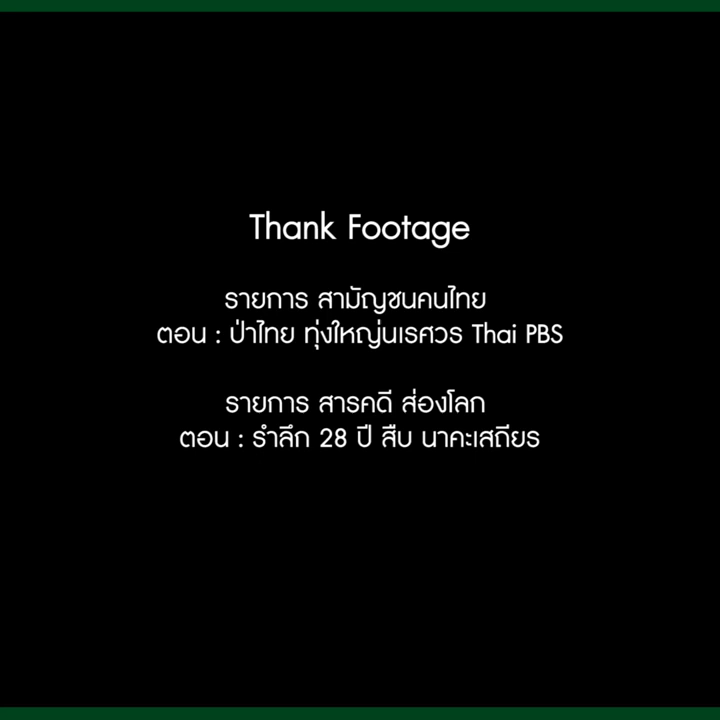 Thank Footage
รายการ สามัญชนคนไทย
ตอน : ป่าไทย ทุ่งใหญ่นเรศวร Thai PBS
รายการ สารคดี ส่องโลก
ตอน : รำลึก 28 ปี สืบ นาคะเสถียร